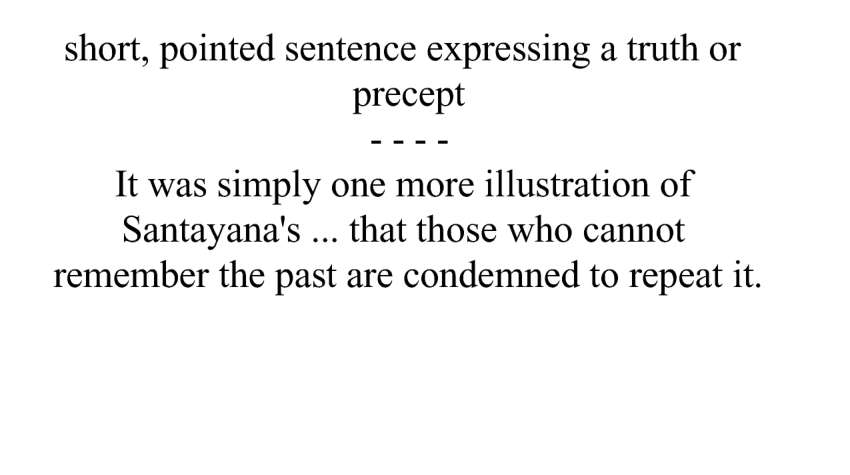 short, pointed sentence expressing a truth or
precept
- - - -
It was simply one more illustration of
Santayana's ... that those who cannot
remember the past are condemned to repeat it.